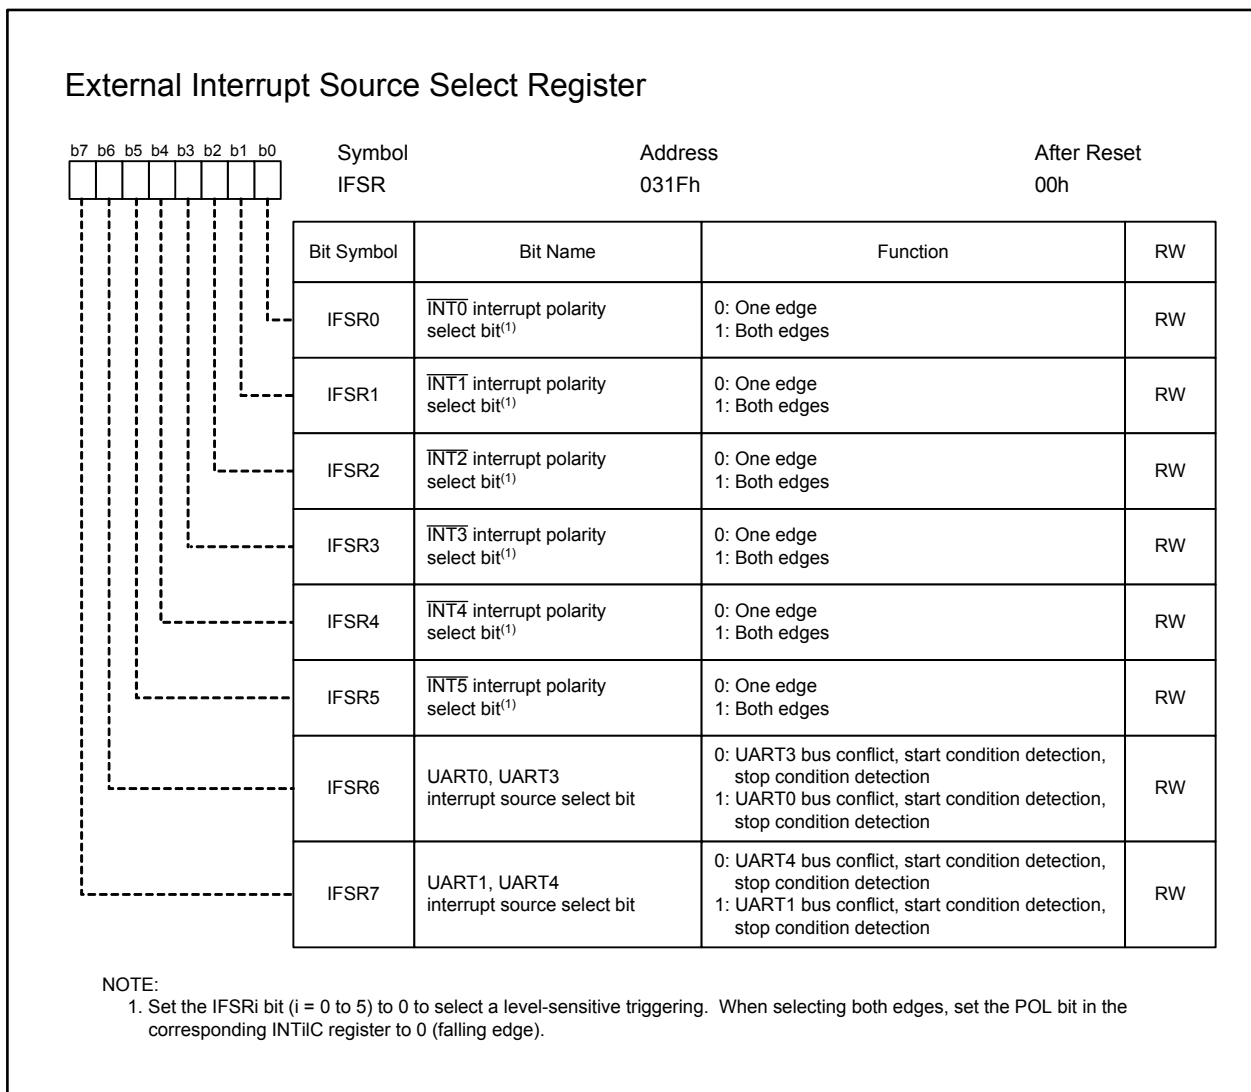 External Interrupt Source Select Register
b7 b6 b5 b4 b3 b2 b1 b0
Symbol Address After Reset
IFSR 031Fh 00h
Bit Symbol Bit Name Function RW
IFSR0
I̅N̅T̅0̅ interrupt polarity
select bit(1)
0: One edge
1: Both edges
RW
IFSR1
I̅N̅T̅1̅ interrupt polarity
select bit(1)
0: One edge
1: Both edges
RW
IFSR2
I̅N̅T̅2̅ interrupt polarity
select bit(1)
0: One edge
1: Both edges
RW
IFSR3
I̅N̅T̅3̅ interrupt polarity
select bit(1)
0: One edge
1: Both edges
RW
IFSR4
I̅N̅T̅4̅ interrupt polarity
select bit(1)
0: One edge
1: Both edges
RW
IFSR5
I̅N̅T̅5̅ interrupt polarity
select bit(1)
0: One edge
1: Both edges
RW
IFSR6
UART0, UART3
interrupt source select bit
0: UART3 bus conflict, start condition detection,
stop condition detection
1: UART0 bus conflict, start condition detection,
stop condition detection
RW
IFSR7
UART1, UART4
interrupt source select bit
0: UART4 bus conflict, start condition detection,
stop condition detection
1: UART1 bus conflict, start condition detection,
stop condition detection
RW
NOTE:
1. Set the IFSRi bit (i = 0 to 5) to 0 to select a level-sensitive triggering. When selecting both edges, set the POL bit in the
corresponding INTiIC register to 0 (falling edge).